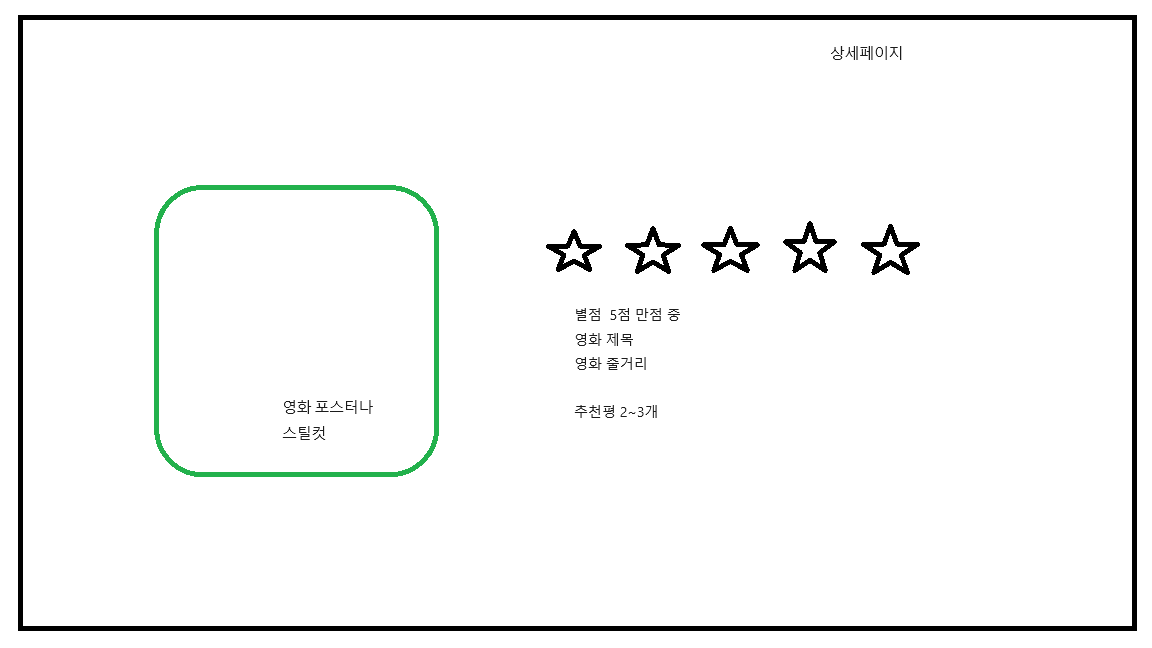 상세페이지
영화 포스터나
스틸컷
별점  5점 만점 중
영화 제목
영화 줄거리
추천평 2~3개